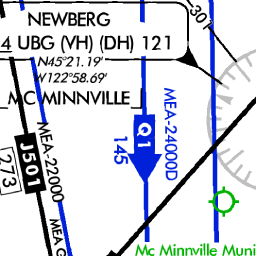 NEWBERG
4 UBG (VH) (DH) 121
N45°21.19'
W122°58.69'
MC MINNVILLE
301
MEA-24000D
Q1
145
MEA-22000
J501
273
MEA
Mc Minnville Muni